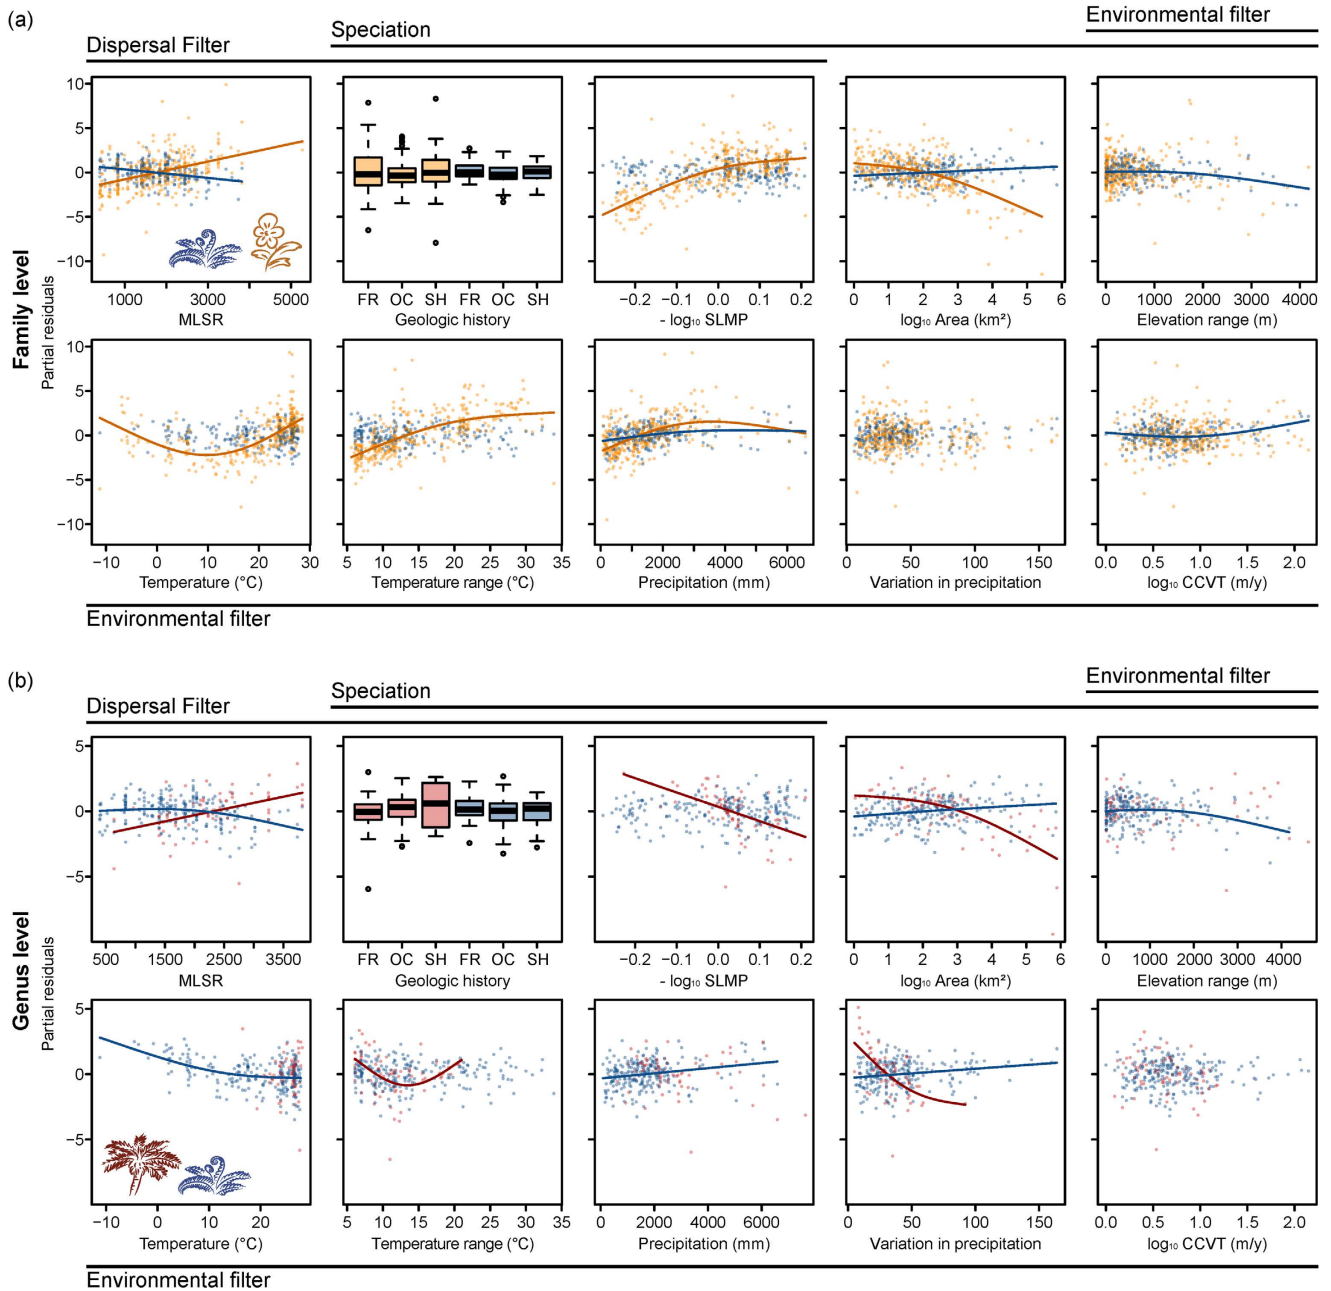 (a)
Environmental filter
Speciation
Dispersal Filter
Family level
Partial residuals
10
5
0
−5
−10
1000 3000 5000
MLSR
FR OC SH FR OC SH
Geologic history
−0.2 −0.1 0.0 0.1 0.2
- log₁₀ SLMP
0 1 2 3 4 5 6
log₁₀ Area (km²)
0 1000 2000 3000 4000
Elevation range (m)
10
5
0
−5
−10
−10 0 10 20 30
Temperature (°C)
5 10 15 20 25 30 35
Temperature range (°C)
0 2000 4000 6000
Precipitation (mm)
0 50 100 150
Variation in precipitation
0.0 0.5 1.0 1.5 2.0
log₁₀ CCVT (m/y)
Environmental filter
(b)
Environmental filter
Speciation
Dispersal Filter
Genus level
Partial residuals
5
0
−5
500 1500 2500 3500
MLSR
FR OC SH FR OC SH
Geologic history
−0.2 −0.1 0.0 0.1 0.2
- log₁₀ SLMP
0 1 2 3 4 5 6
log₁₀ Area (km²)
0 1000 2000 3000 4000
Elevation range (m)
5
0
−5
−10 0 10 20
Temperature (°C)
5 10 15 20 25 30 35
Temperature range (°C)
0 2000 4000 6000
Precipitation (mm)
0 50 100 150
Variation in precipitation
0.0 0.5 1.0 1.5 2.0
log₁₀ CCVT (m/y)
Environmental filter